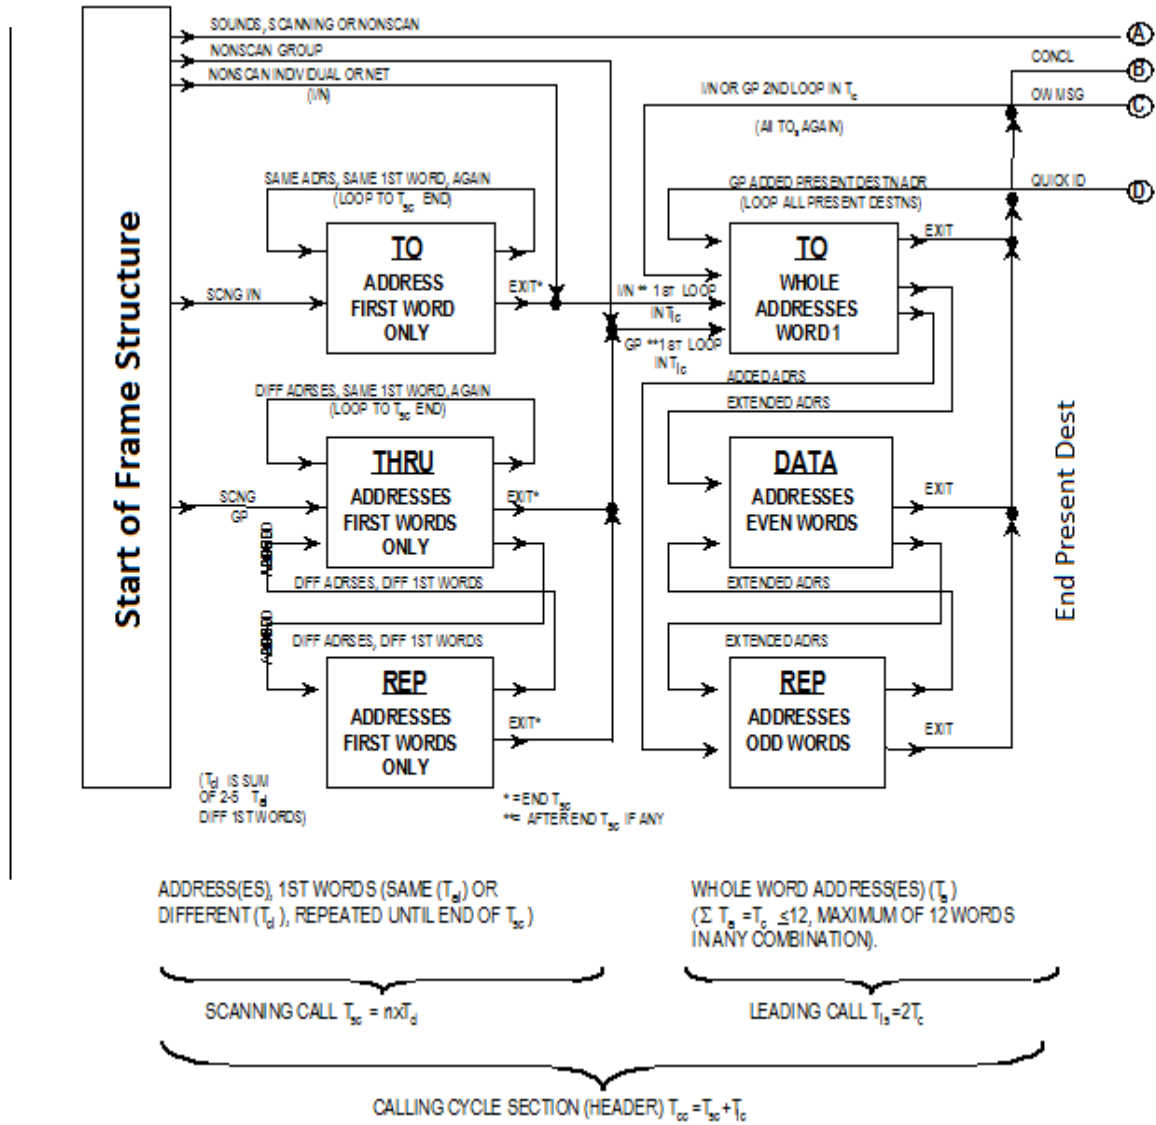 SOUNDS, SCANNING OR NONSCAN
A
NONSCAN GROUP
CONCL
B
NONSCAN INDIVIDUAL OR NET
(I/N)
I/N OR GP 2ND LOOP IN Tc
OW MSG
C
(All TOs AGAIN)
SAME ADRS, SAME 1ST WORD, AGAIN
(LOOP TO Tsc END)
GP ADDED PRESENT DESTN ADR
(LOOP ALL PRESENT DESTNS)
QUICK ID
D
Start of Frame Structure
TO
ADDRESS
FIRST WORD
ONLY
SCNG IN
EXIT*
I/N ** 1ST LOOP
IN Tlc
GP **1ST LOOP
IN Tlc
TO
WHOLE
ADDRESSES
WORD 1
EXIT
ADDED ADRS
EXTENDED ADRS
DIFF ADRSES, SAME 1ST WORD, AGAIN
(LOOP TO Tsc END)
THRU
ADDRESSES
FIRST WORDS
ONLY
SCNG
GP
EXIT*
DATA
ADDRESSES
EVEN WORDS
EXIT
End Present Dest
DIFF ADRSES, DIFF 1ST WORDS
EXTENDED ADRS
DIFF ADRSES, DIFF 1ST WORDS
EXTENDED ADRS
REP
ADDRESSES
FIRST WORDS
ONLY
EXIT*
REP
ADDRESSES
ODD WORDS
EXIT
IS SUM
OF 2-5
DIFF 1ST WORDS)
* = END Tsc
**= AFTER END Tsc IF ANY
ADDRESS(ES), 1ST WORDS (SAME (Tal) OR
DIFFERENT (Tcl), REPEATED UNTIL END OF Tsc)
WHOLE WORD ADDRESS(ES) (Ta)
(Σ Ta =Tc ≤12, MAXIMUM OF 12 WORDS
IN ANY COMBINATION).
SCANNING CALL Tsc = nxTcl
LEADING CALL Tls=2Tc
CALLING CYCLE SECTION (HEADER) Tcc =Tsc+Tlc